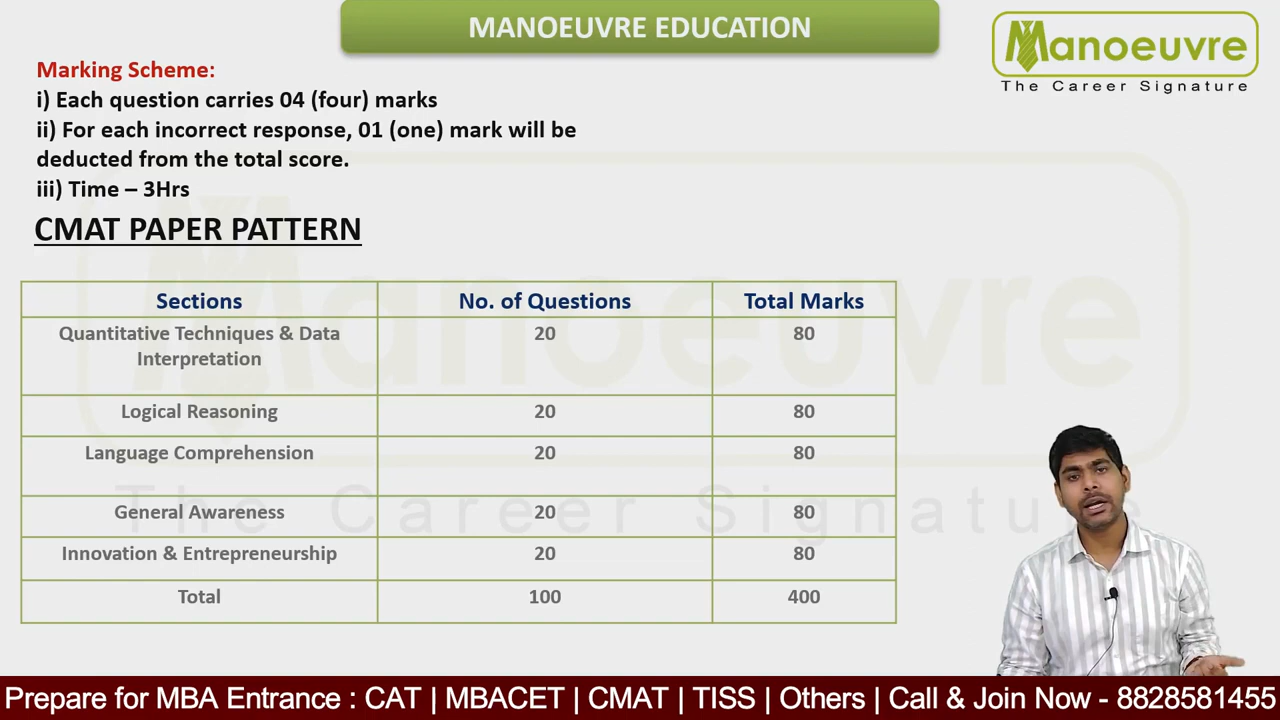 MANOEUVRE EDUCATION
Manoeuvre
The Career Signature
Marking Scheme:
i) Each question carries 04 (four) marks
ii) For each incorrect response, 01 (one) mark will be
deducted from the total score.
iii) Time – 3Hrs
CMAT PAPER PATTERN
Sections No. of Questions Total Marks
Quantitative Techniques & Data 20 80
Interpretation
Logical Reasoning 20 80
Language Comprehension 20 80
General Awareness 20 80
Innovation & Entrepreneurship 20 80
Total 100 400
Manoeuvre
The Career Signature
Prepare for MBA Entrance : CAT | MBACET | CMAT | TISS | Others | Call & Join Now - 8828581455